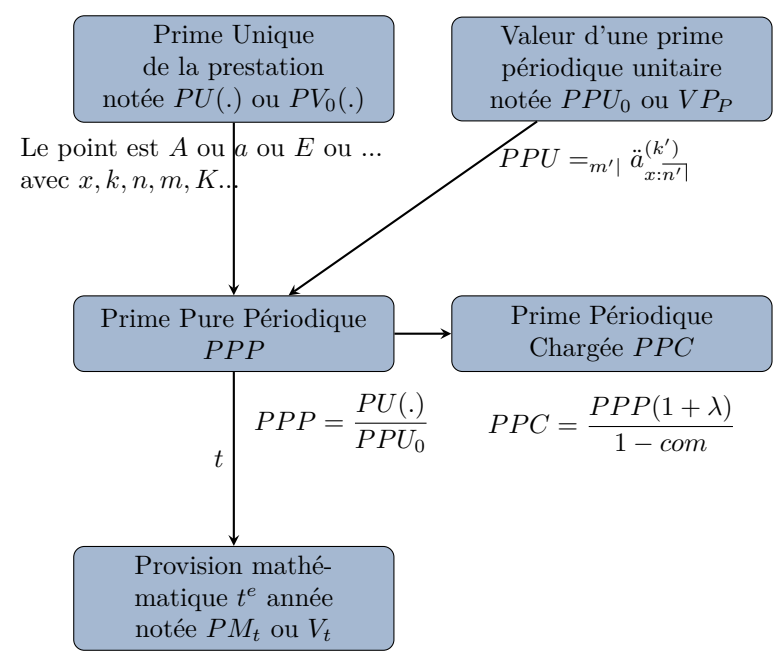 Prime Unique
de la prestation
notée PU(.) ou PV_0(.)
Valeur d'une prime
périodique unitaire
notée PPU_0 ou VP_P
Le point est A ou a ou E ou ...
avec x, k, n, m, K...
PPU =_{m'|} ä^{(k')}_{x:n'|}
Prime Pure Périodique
PPP
Prime Périodique
Chargée PPC
PPP = \frac{PU(.)}{PPU_0}
PPC = \frac{PPP(1 + λ)}{1 − com}
t
Provision mathé-
matique t^e année
notée PM_t ou V_t